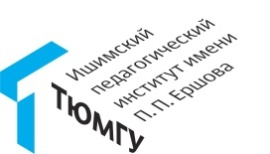 Ишимский
педагогический
институт имени
П. П. Ершова
ТЮМГУ